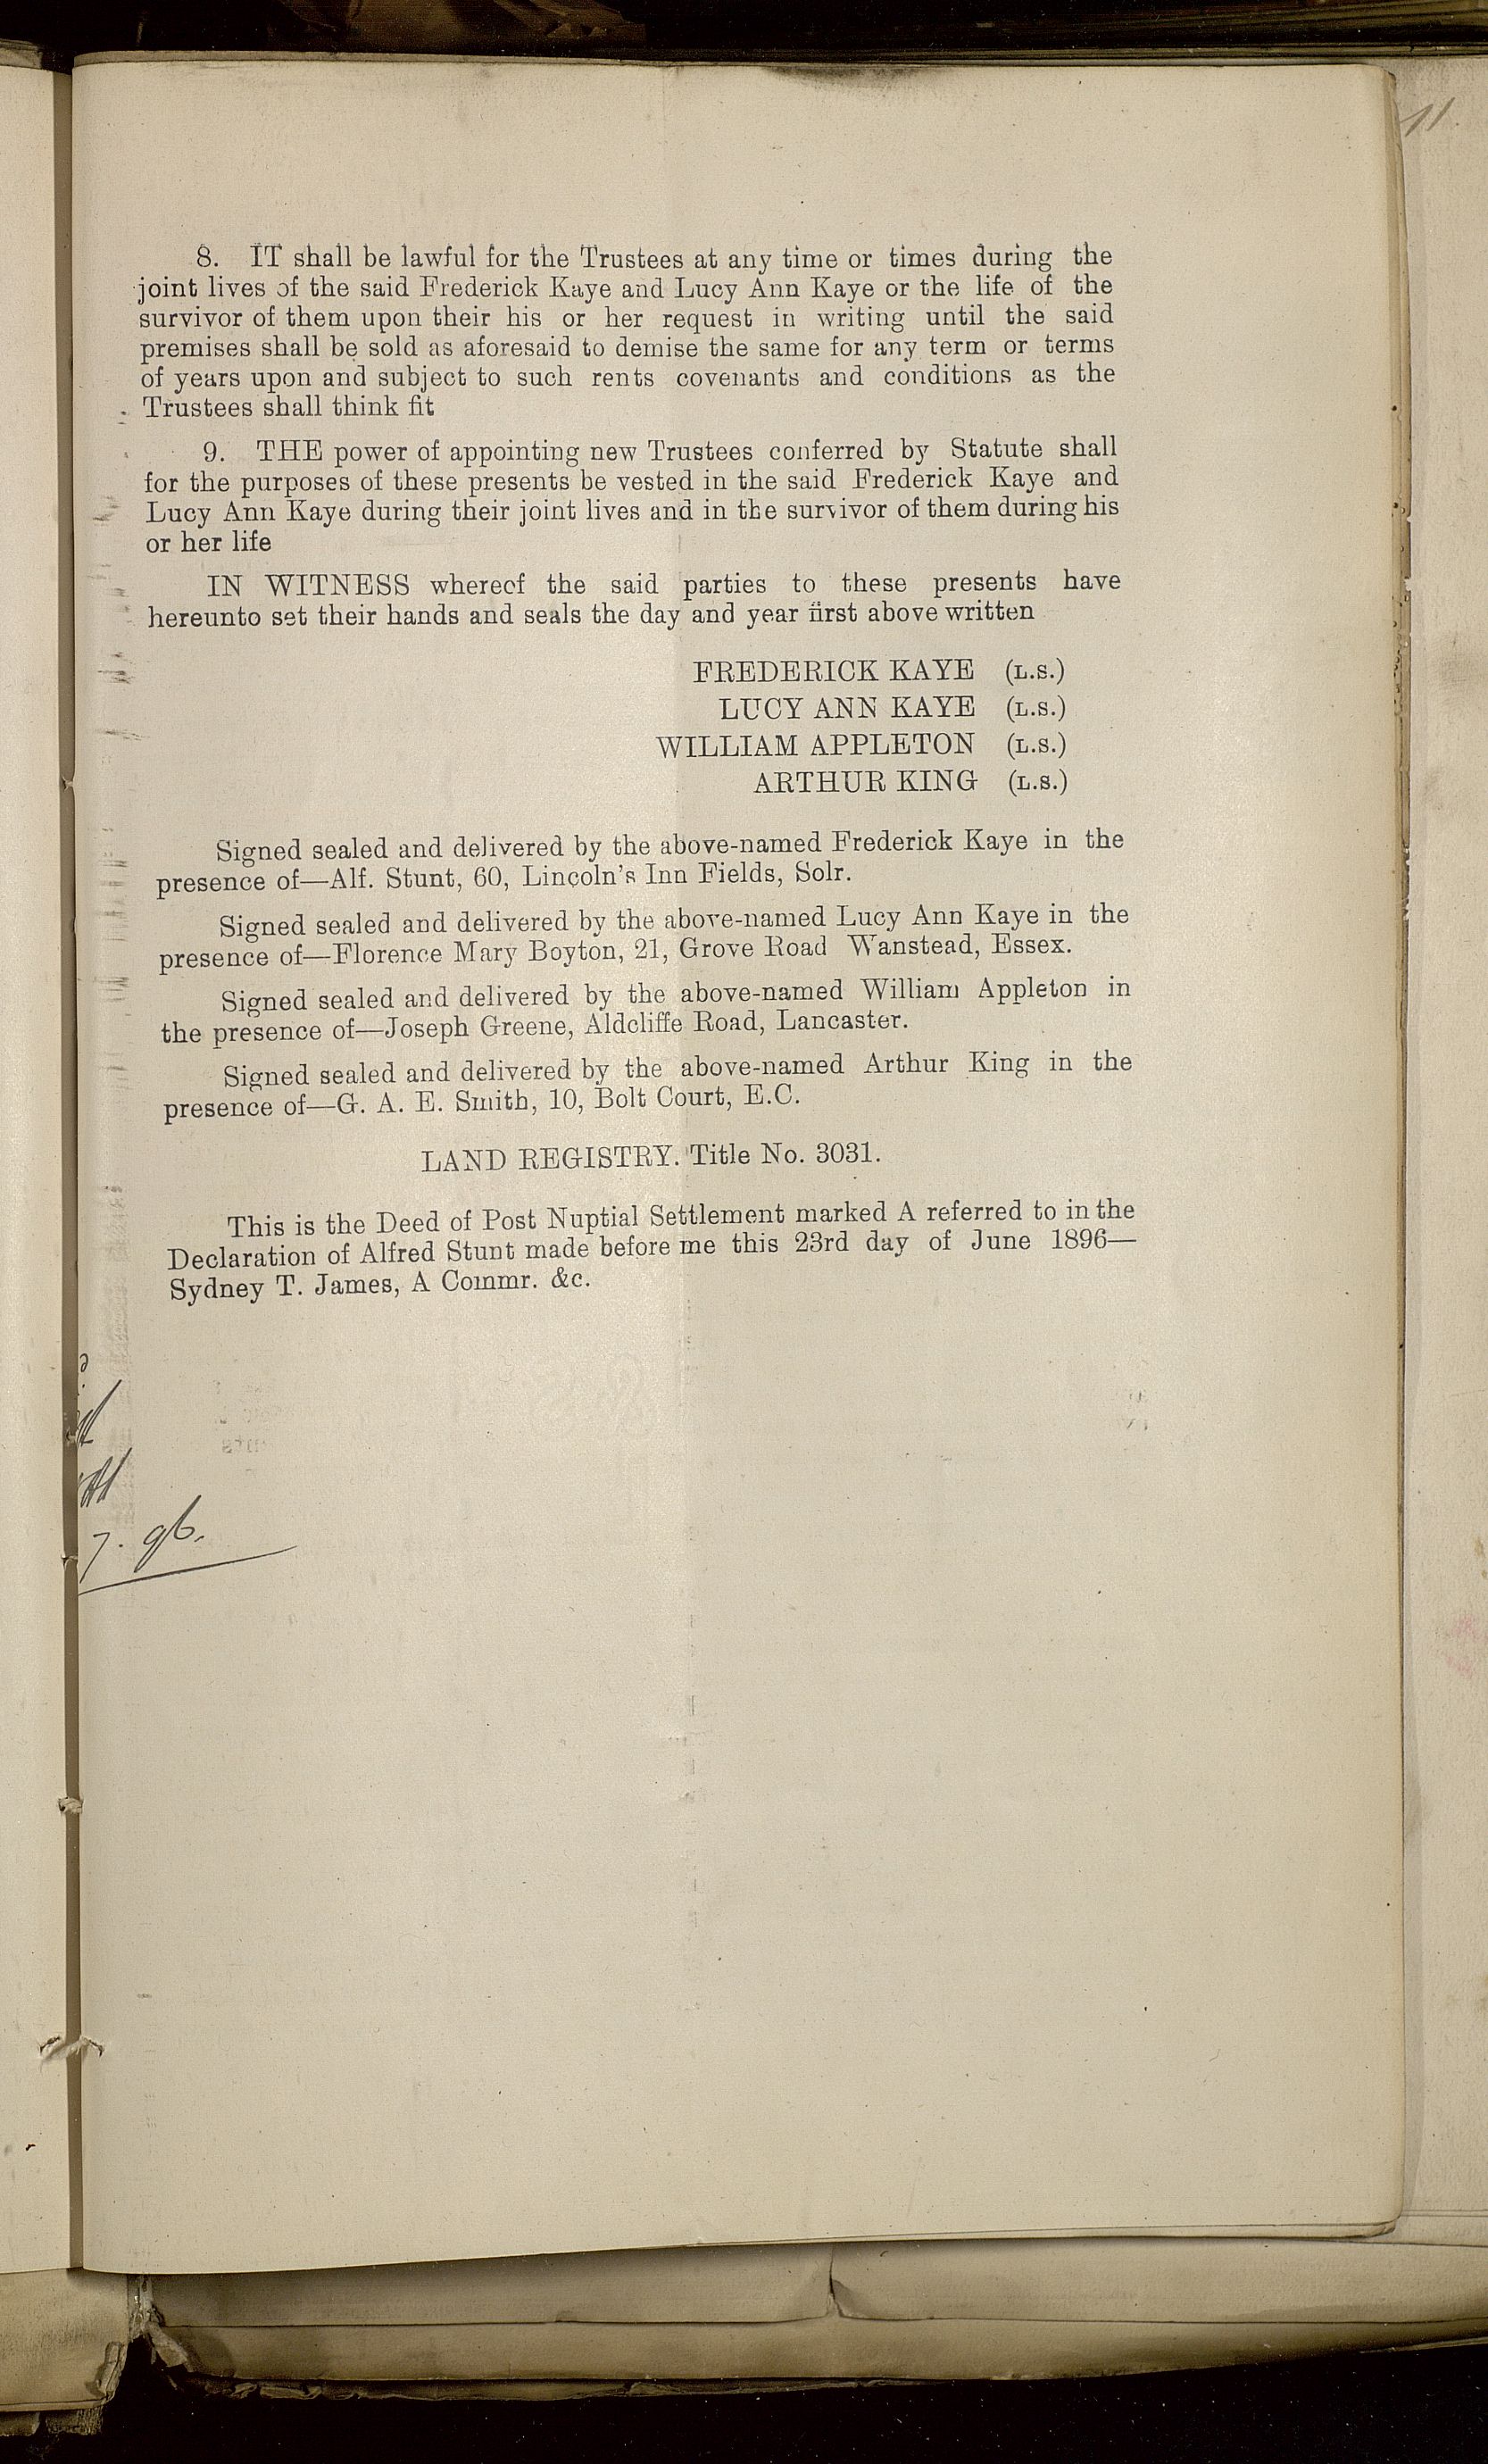 11.
8. IT shall be lawful for the Trustees at any time or times during the
joint lives of the said Frederick Kaye and Lucy Ann Kaye or the life of the
survivor of them upon their his or her request in writing until the said
premises shall be sold as aforesaid to demise the same for any term or terms
of years upon and subject to such rents covenants and conditions as the
Trustees shall think fit
9. THE power of appointing new Trustees conferred by Statute shall
for the purposes of these presents be vested in the said Frederick Kaye and
Lucy Ann Kaye during their joint lives and in the survivor of them during his
or her life
IN WITNESS whereof the said parties to these presents have
hereunto set their hands and seals the day and year first above written
FREDERICK KAYE (L.S.)
LUCY ANN KAYE (L.S.)
WILLIAM APPLETON (L.S.)
ARTHUR KING (L.S.)
Signed sealed and delivered by the above-named Frederick Kaye in the
presence of—Alf. Stunt, 60, Lincoln's Inn Fields, Solr.
Signed sealed and delivered by the above-named Lucy Ann Kaye in the
presence of—Florence Mary Boyton, 21, Grove Road Wanstead, Essex.
Signed sealed and delivered by the above-named William Appleton in
the presence of—Joseph Greene, Aldcliffe Road, Lancaster.
Signed sealed and delivered by the above-named Arthur King in the
presence of—G. A. E. Smith, 10, Bolt Court, E.C.
LAND REGISTRY. Title No. 3031.
This is the Deed of Post Nuptial Settlement marked A referred to in the
Declaration of Alfred Stunt made before me this 23rd day of June 1896—
Sydney T. James, A Commr. &c.
7. 96.